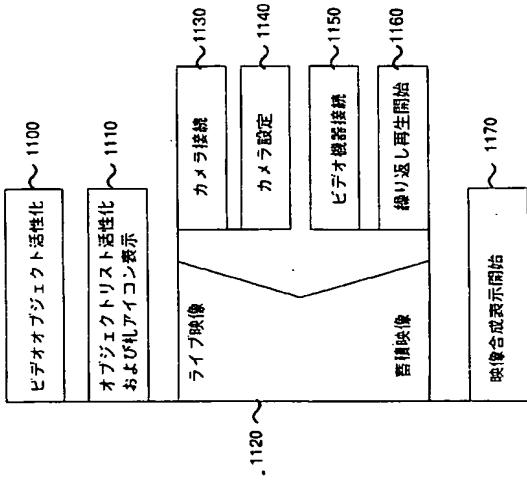 ビデオオブジェクト活性化
1100
オブジェクトリスト活性化
および札アイコン表示
1110
1120
ライブ映像
カメラ接続
1130
カメラ設定
1140
蓄積映像
ビデオ機器接続
1150
繰り返し再生開始
1160
映像合成表示開始
1170